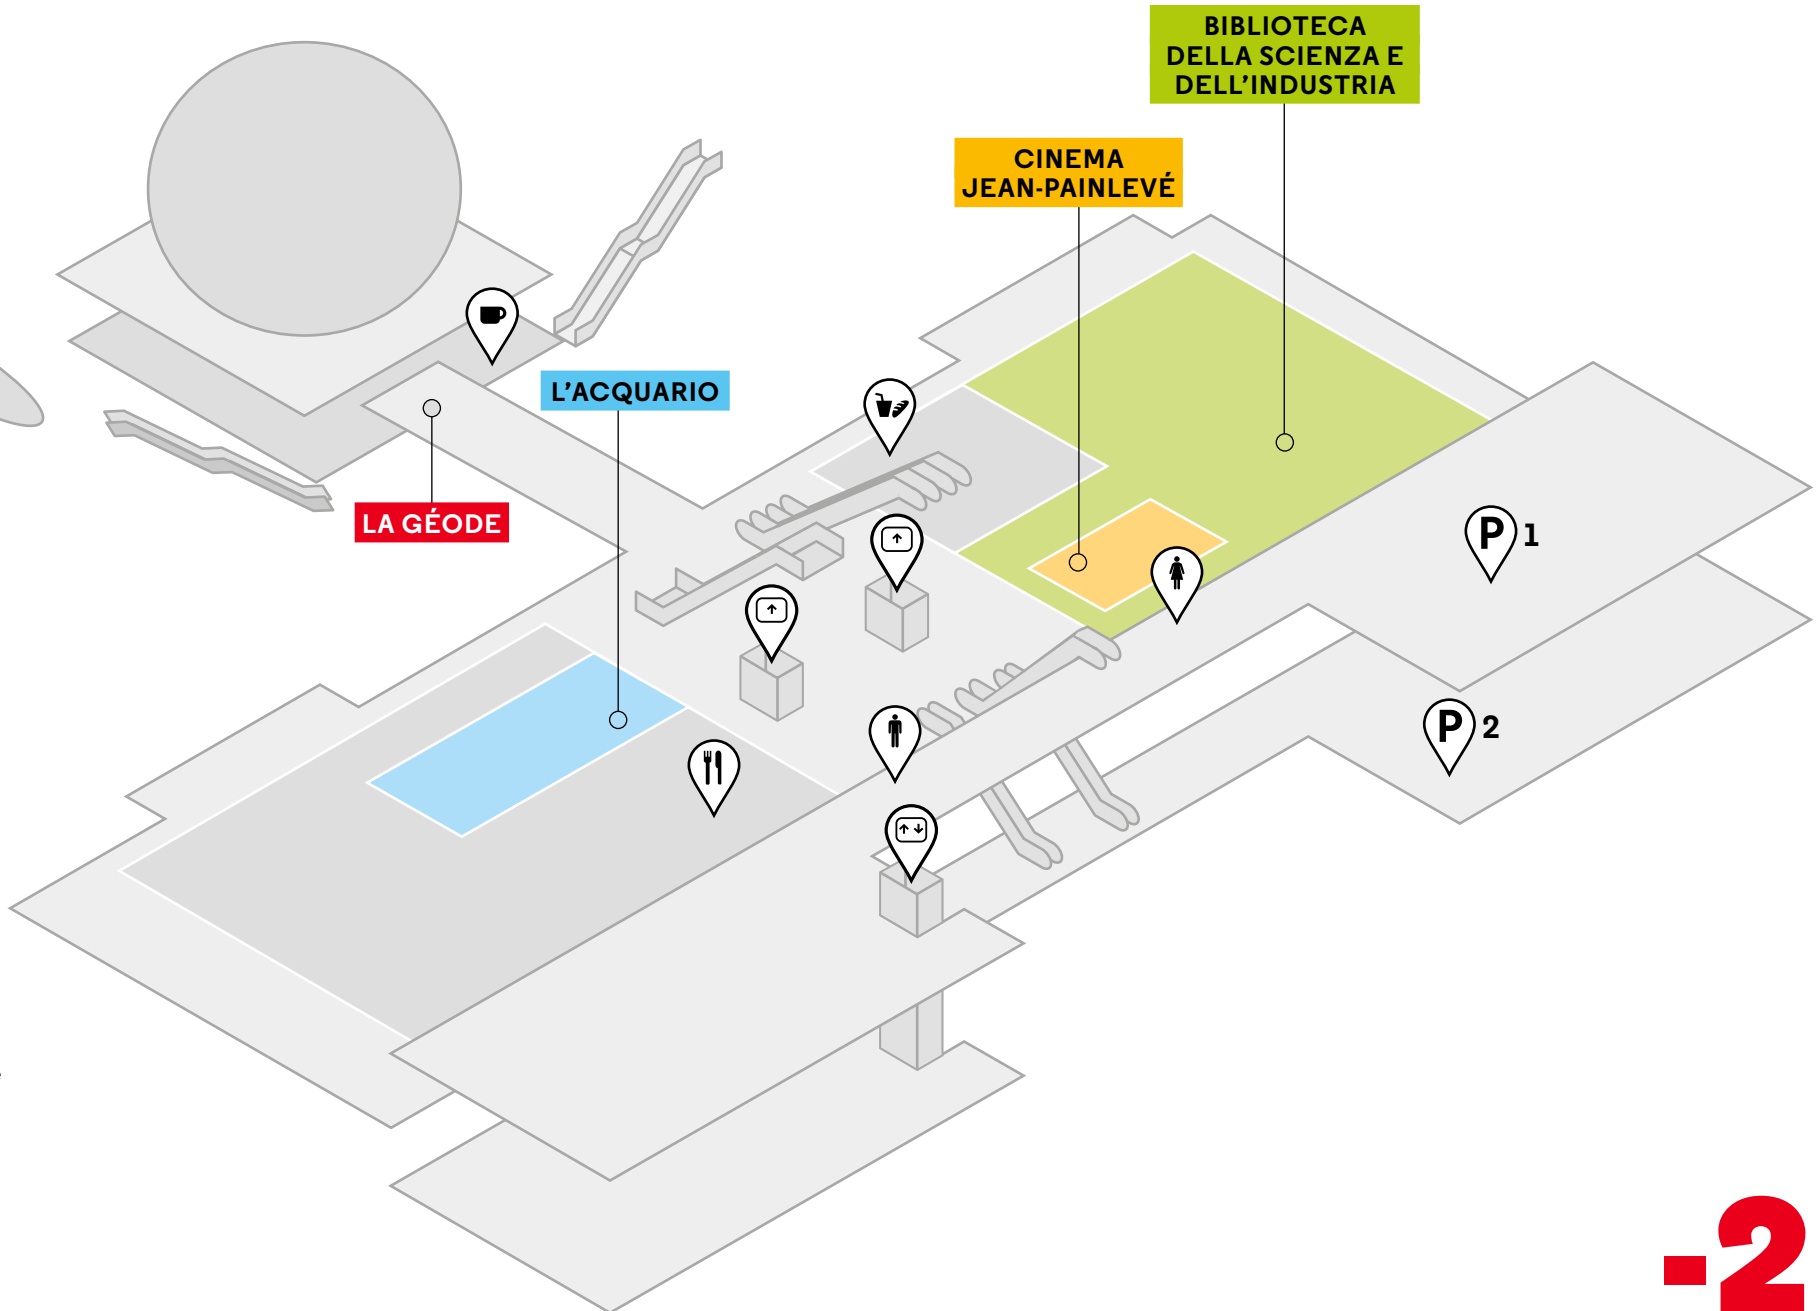 BIBLIOTECA
DELLA SCIENZA E
DELL'INDUSTRIA
CINEMA
JEAN-PAINLEVÉ
L'ACQUARIO
LA GÉODE
P 1
P 2
-2